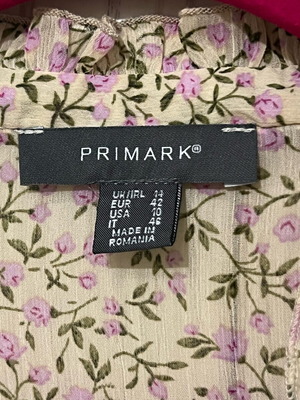 PRIMARK®
UK/IRL 14
EUR 42
USA 10
IT 46
MADE IN
ROMANIA